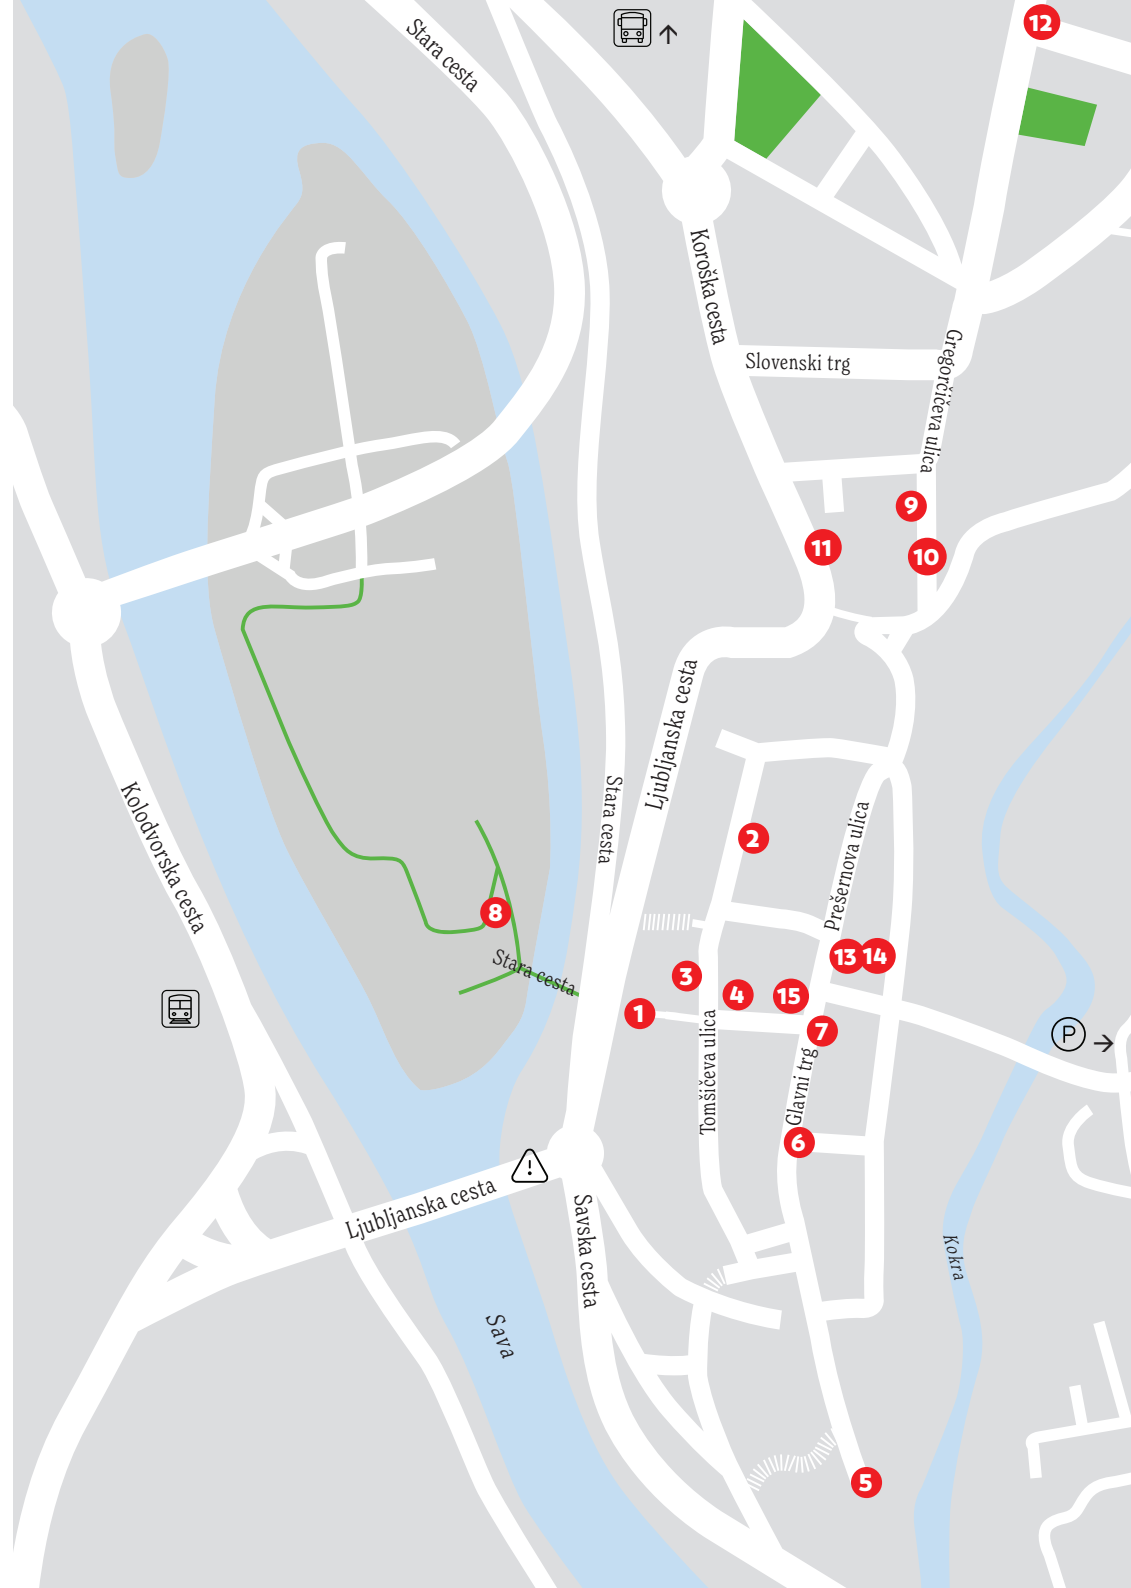 Stara cesta
12
Koroška cesta
Slovenski trg
Gregorčičeva ulica
9
11
10
Ljubljanska cesta
Stara cesta
Kolodvorska cesta
2
Prešernova ulica
8
13
14
Stara cesta
3
4
15
1
7
P
Tomšičeva ulica
Glavni trg
6
Ljubljanska cesta
!
Savska cesta
Kokra
Sava
5